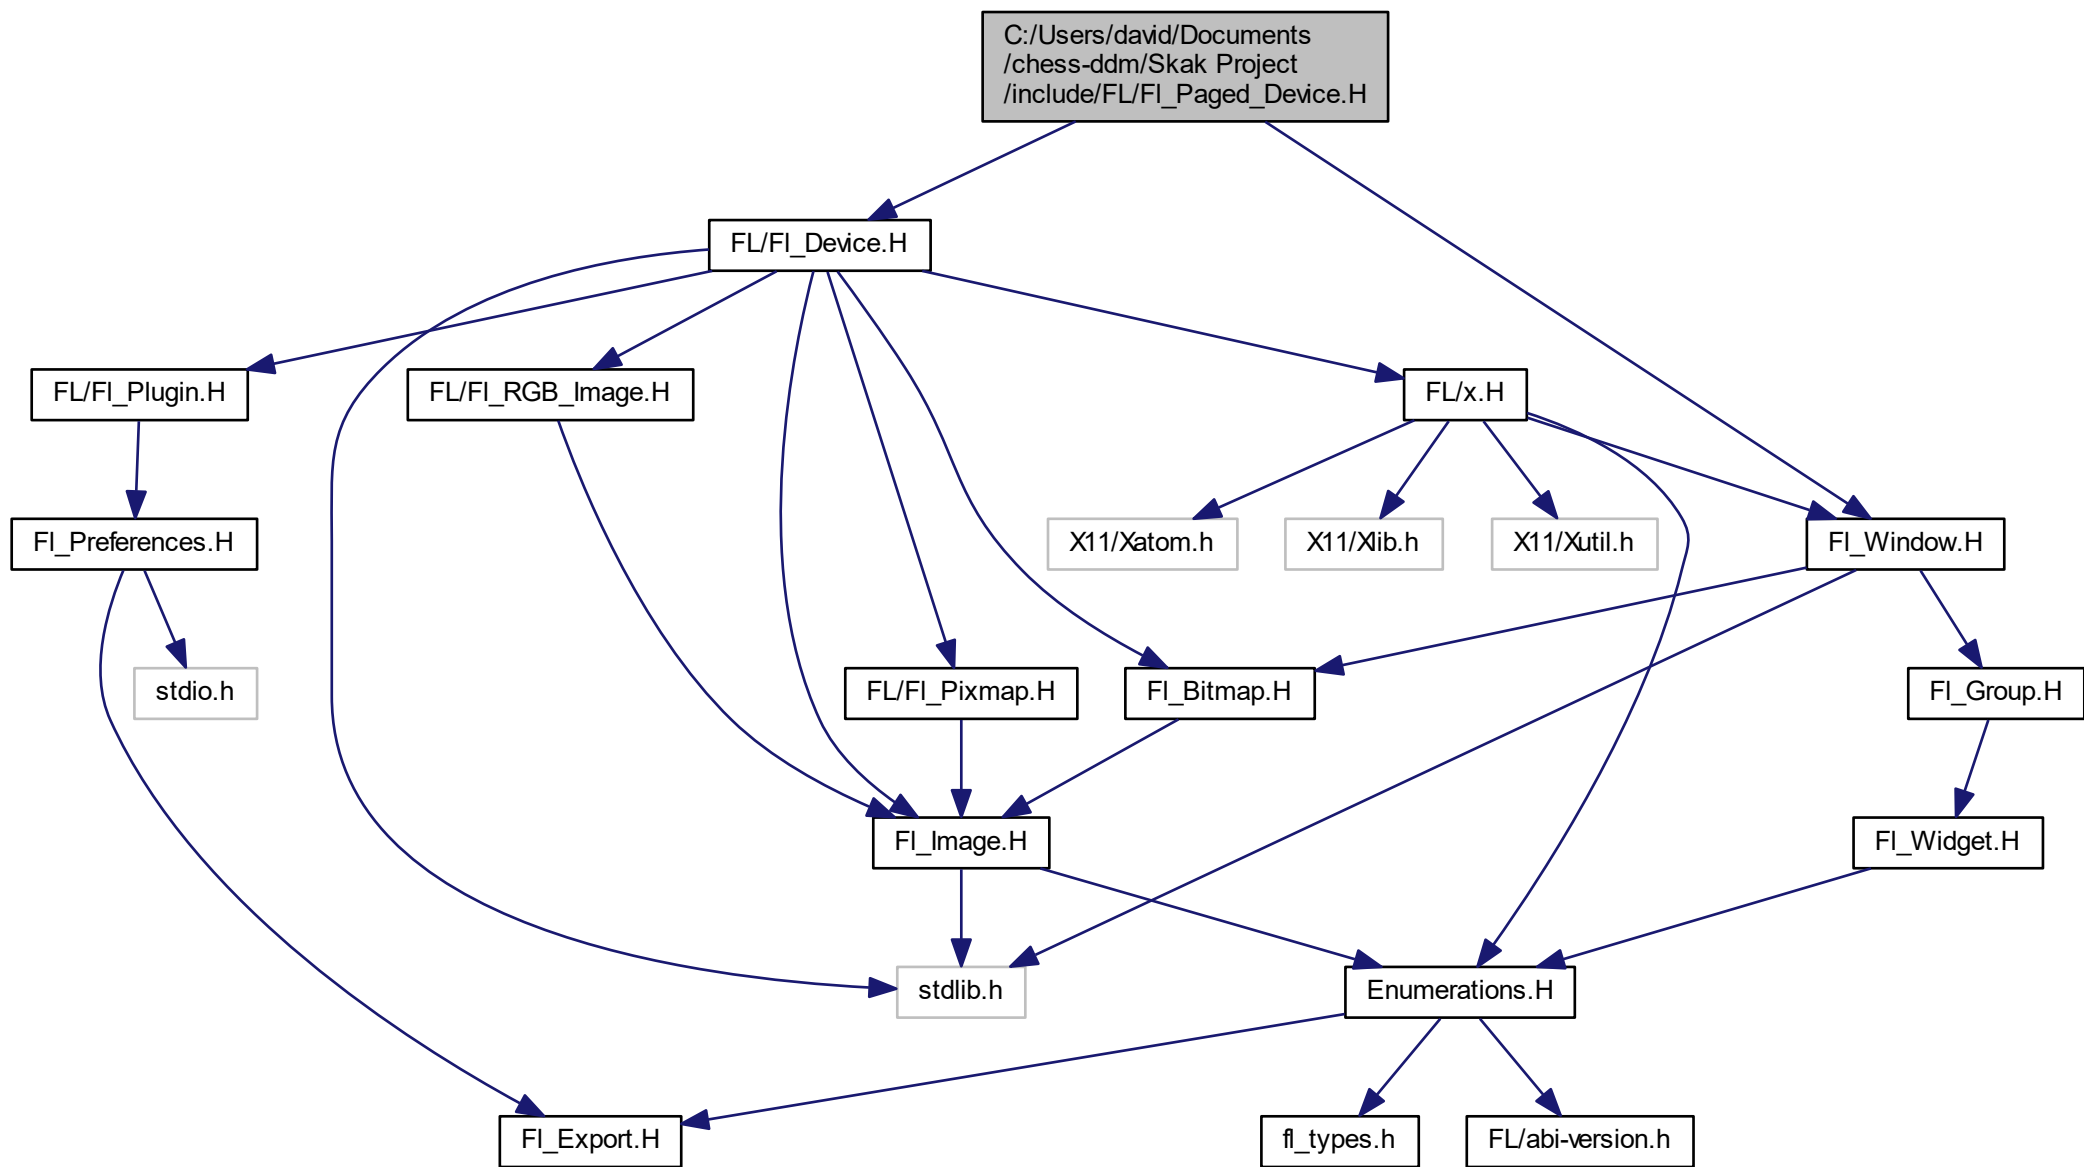 C:/Users/david/Documents
/chess-ddm/Skak Project
/include/FL/Fl_Paged_Device.H
FL/Fl_Device.H
FL/Fl_Plugin.H
FL/Fl_RGB_Image.H
FL/x.H
Fl_Preferences.H
X11/Xatom.h
X11/Xlib.h
X11/Xutil.h
Fl_Window.H
stdio.h
FL/Fl_Pixmap.H
Fl_Bitmap.H
Fl_Group.H
Fl_Image.H
Fl_Widget.H
stdlib.h
Enumerations.H
Fl_Export.H
fl_types.h
FL/abi-version.h